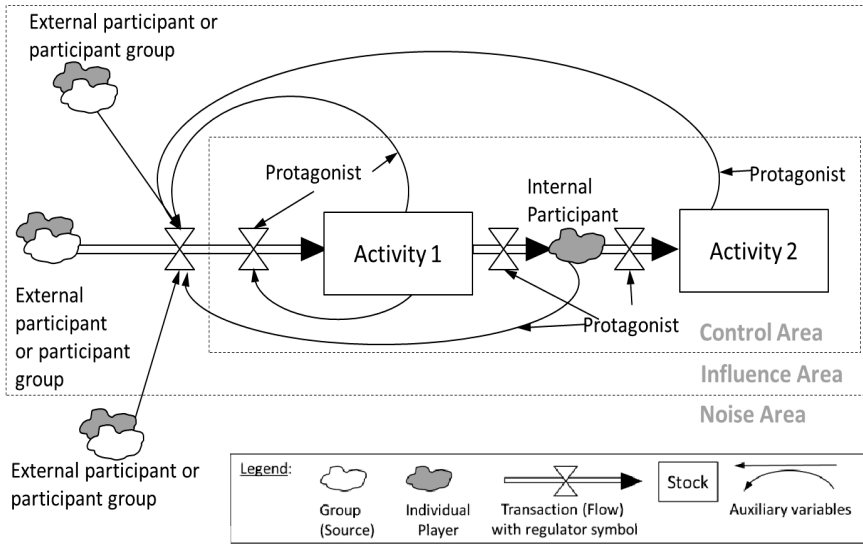 External participant or
participant group
Protagonist
Internal
Participant
Protagonist
Activity 1
Activity 2
External
participant
or participant
group
Protagonist
Control Area
Influence Area
Noise Area
External participant or
participant group
Legend:
Group
(Source)
Individual
Player
Transaction (Flow)
with regulator symbol
Stock
Auxiliary variables